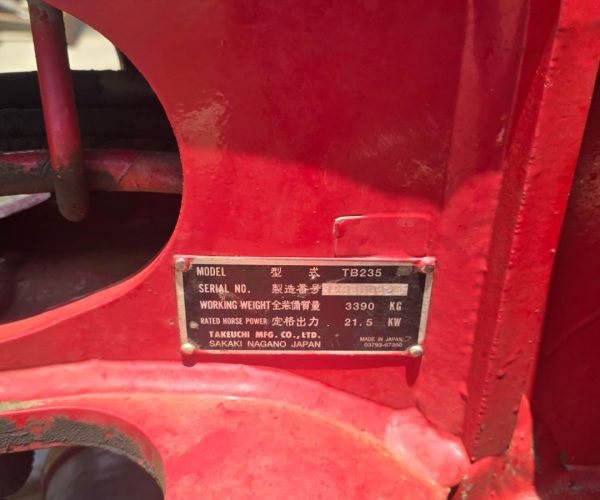 MODEL 型式 TB235
SERIAL NO. 製造番号
WORKING WEIGHT 全装備質量 3390 KG
RATED HORSE POWER 定格出力 21.5 KW
TAKEUCHI MFG. CO., LTD.
SAKAKI NAGANO JAPAN
MADE IN JAPAN